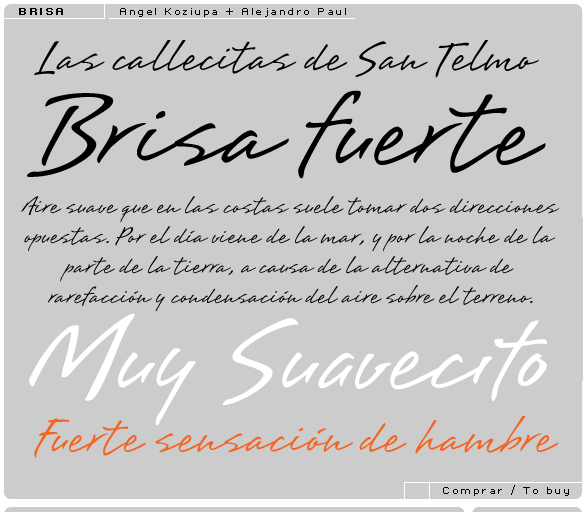 BRISA
Angel Koziupa + Alejandro Paul
Las callecitas de San Telmo
Brisa fuerte
Aire suave que en las costas suele tomar dos direcciones
opuestas. Por el día viene de la mar, y por la noche de la
parte de la tierra, a causa de la alternativa de
rarefacción y condensación del aire sobre el terreno.
Muy Suavecito
Fuerte sensación de hambre
Comprar / To buy